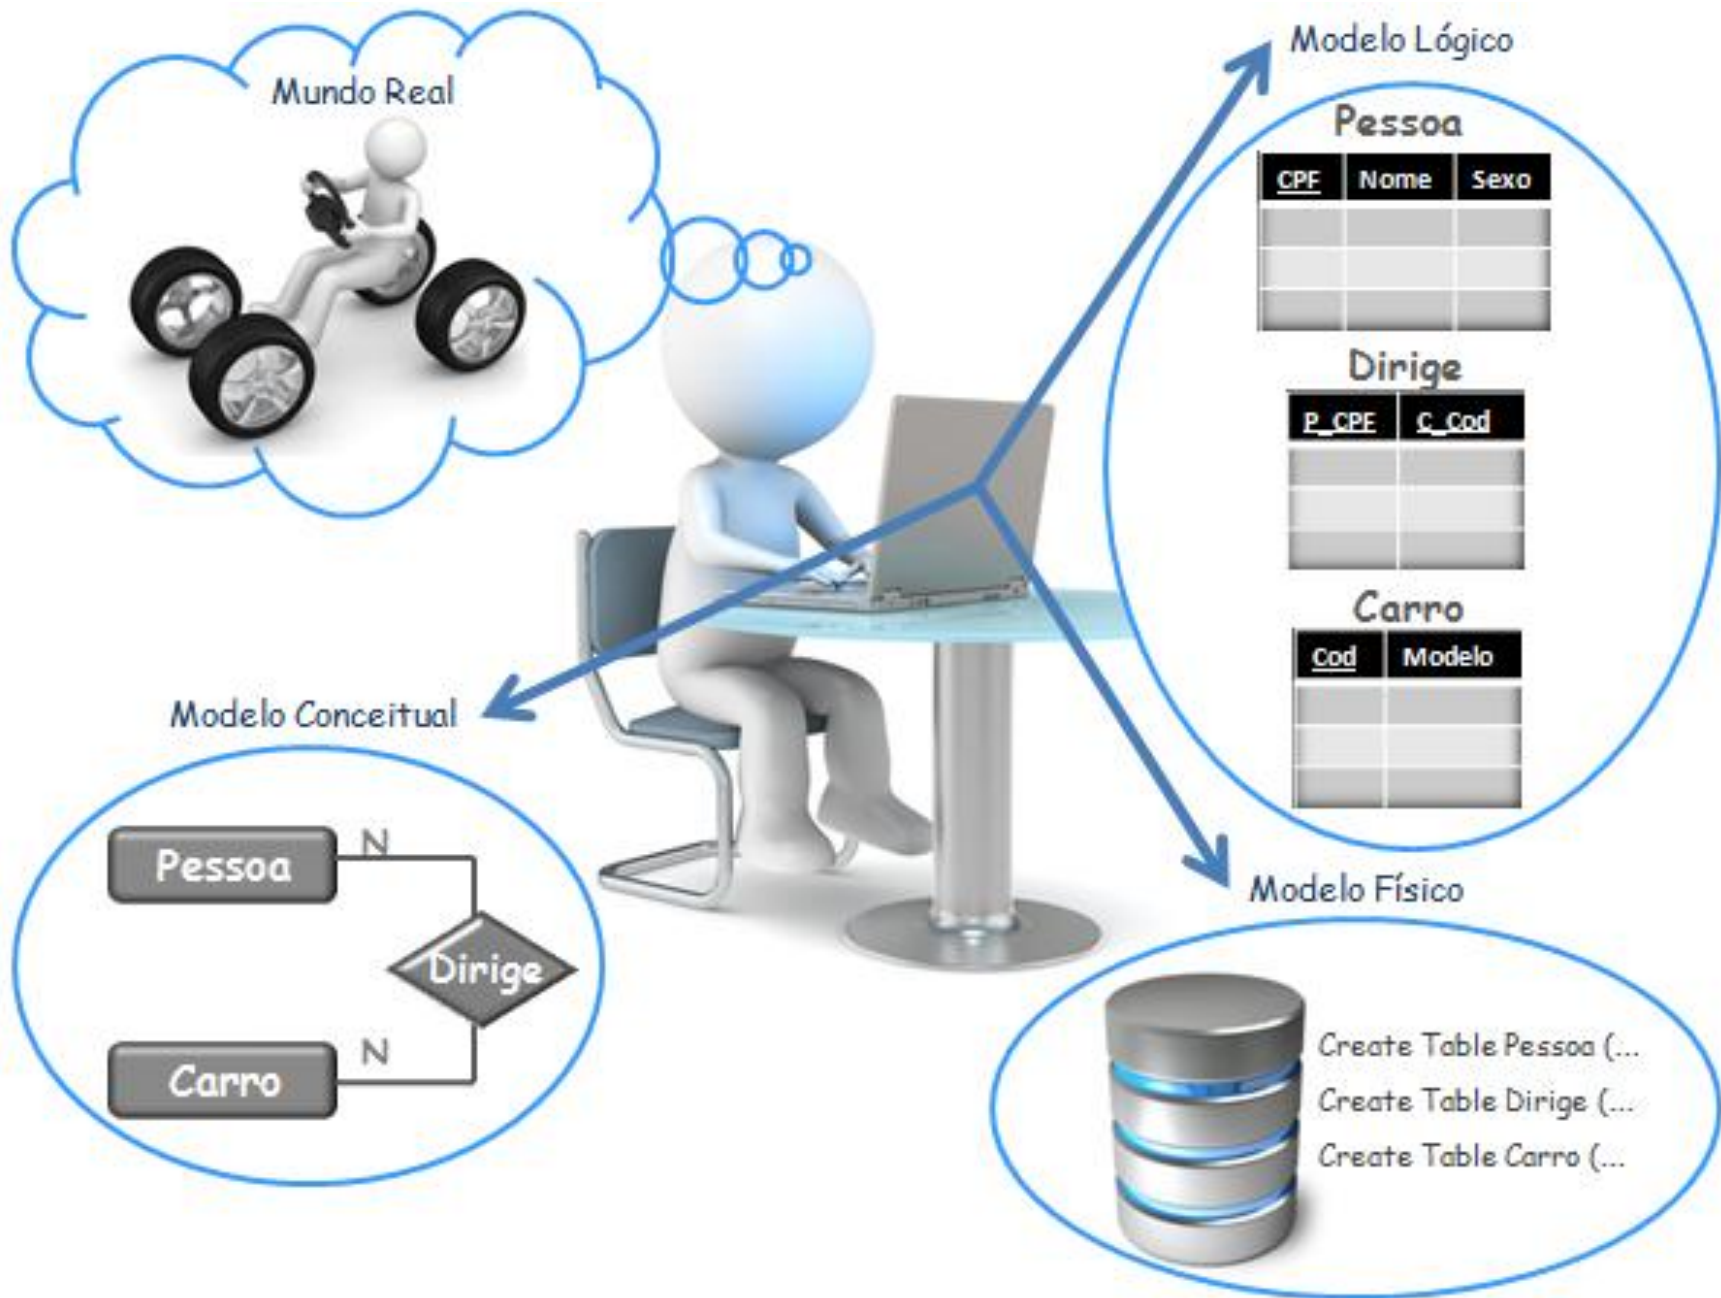 Mundo Real
Modelo Lógico
Pessoa
CPF Nome Sexo
Dirige
P_CPF C_Cod
Carro
Cod Modelo
Modelo Conceitual
Pessoa
N
Dirige
N
Carro
Modelo Físico
Create Table Pessoa (...
Create Table Dirige (...
Create Table Carro (...